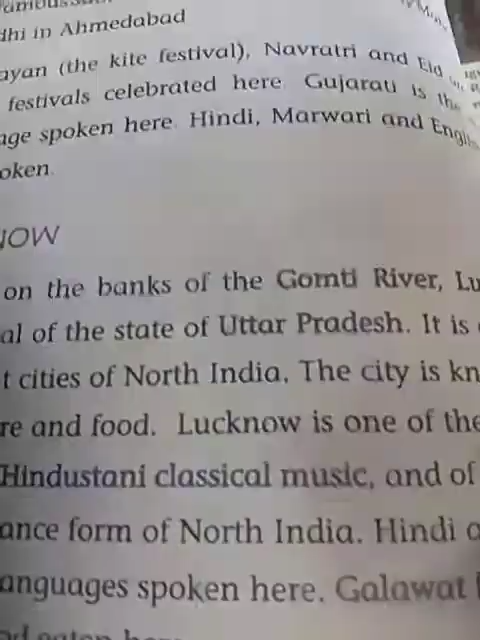 dhi in Ahmedabad
ayan (the kite festival), Navratri and Eid
festivals celebrated here. Gujarati is the
age spoken here. Hindi, Marwari and Englis
oken.
NOW
on the banks of the Gomti River, Lu
al of the state of Uttar Pradesh. It is
t cities of North India. The city is kn
re and food. Lucknow is one of the
Hindustani classical music, and of
ance form of North India. Hindi a
anguages spoken here. Galawat